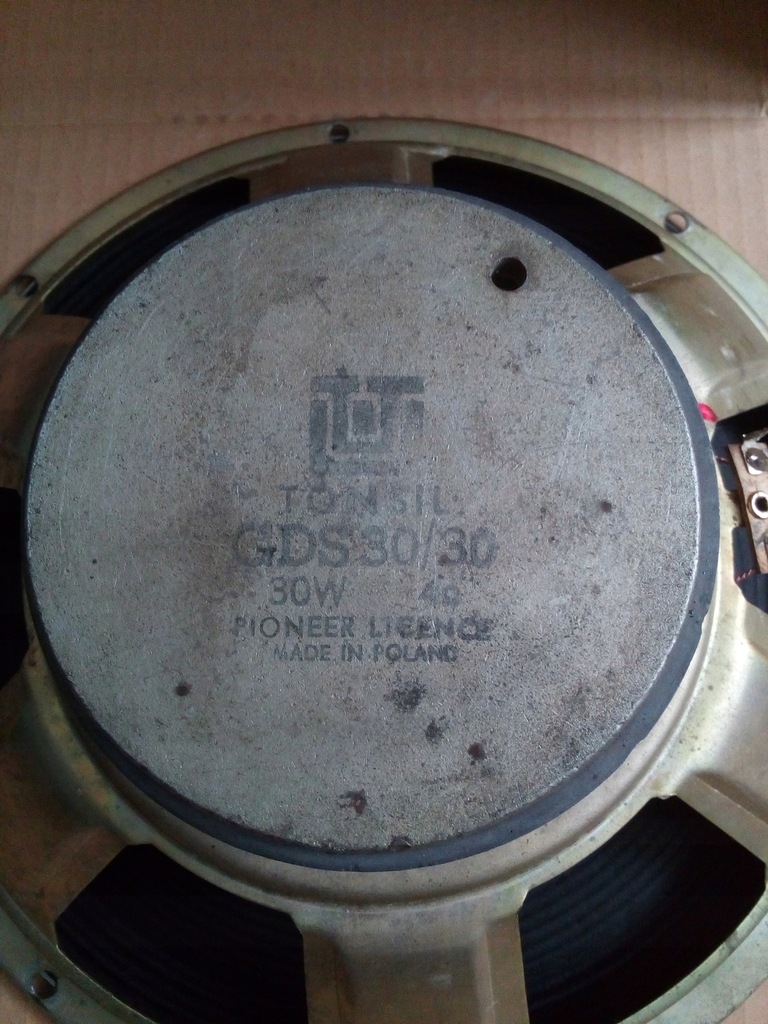 TONSIL
GDS 30/30
30W 4Ω
PIONEER LICENCE
MADE IN POLAND